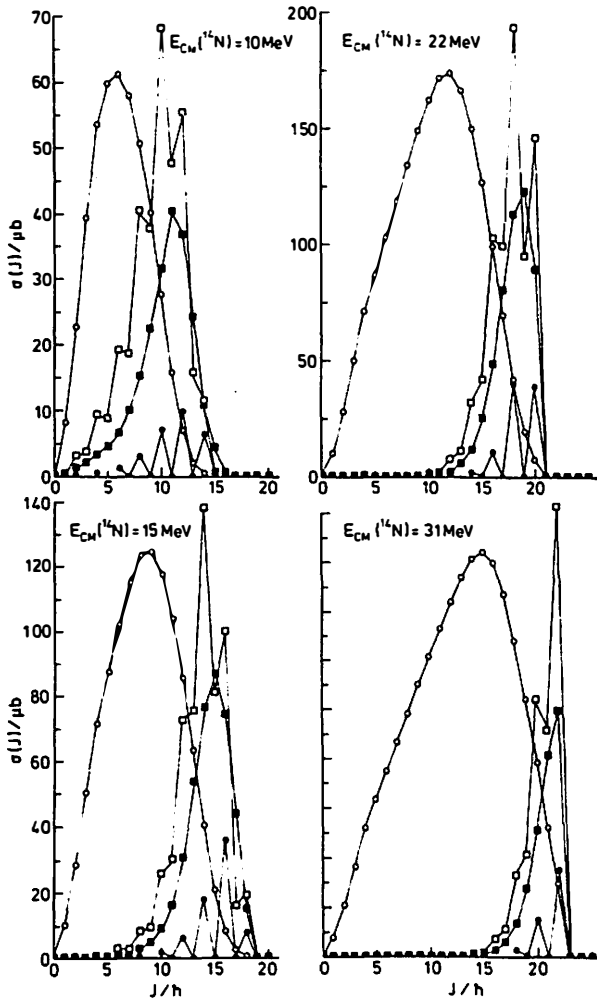 70
60
50
40
30
20
10
0
σ(J)/μb
E_CM(¹⁴N) = 10 MeV
0 5 10 15 20
200
150
100
50
0
E_CM(¹⁴N) = 22 MeV
0 5 10 15 20
140
120
100
80
60
40
20
0
σ(J)/μb
E_CM(¹⁴N) = 15 MeV
0 5 10 15 20
J/ħ
E_CM(¹⁴N) = 31 MeV
0 5 10 15 20
J/ħ